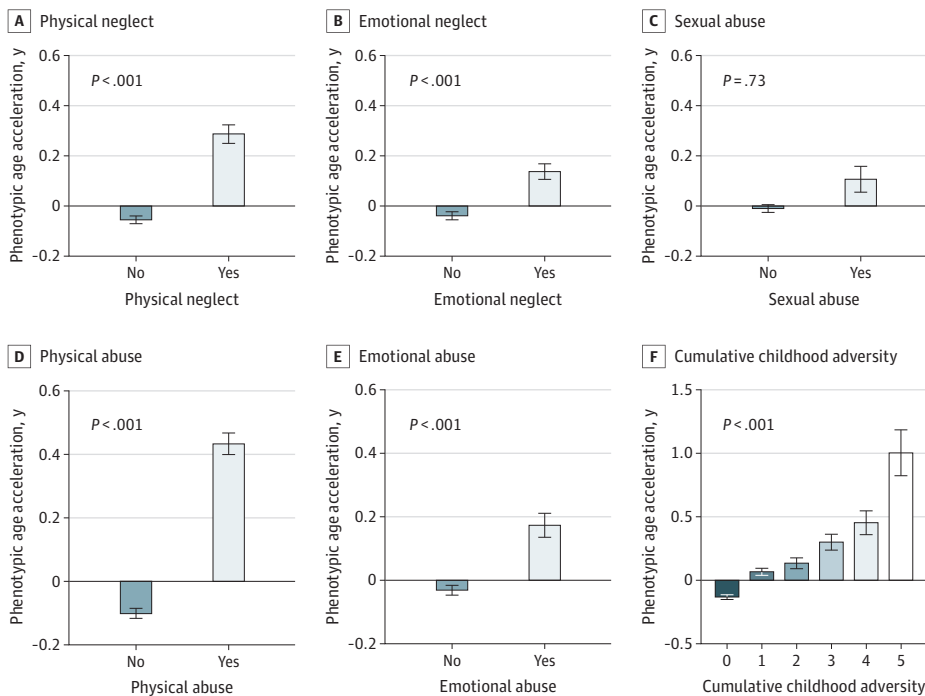 A Physical neglect
Phenotypic age acceleration, y
0.6
0.4
0.2
0
-0.2
P < .001
No Yes
Physical neglect
B Emotional neglect
Phenotypic age acceleration, y
0.6
0.4
0.2
0
-0.2
P < .001
No Yes
Emotional neglect
C Sexual abuse
Phenotypic age acceleration, y
0.6
0.4
0.2
0
-0.2
P = .73
No Yes
Sexual abuse
D Physical abuse
Phenotypic age acceleration, y
0.6
0.4
0.2
0
-0.2
P < .001
No Yes
Physical abuse
E Emotional abuse
Phenotypic age acceleration, y
0.6
0.4
0.2
0
-0.2
P < .001
No Yes
Emotional abuse
F Cumulative childhood adversity
Phenotypic age acceleration, y
1.5
1.0
0.5
0
-0.5
P < .001
0 1 2 3 4 5
Cumulative childhood adversity